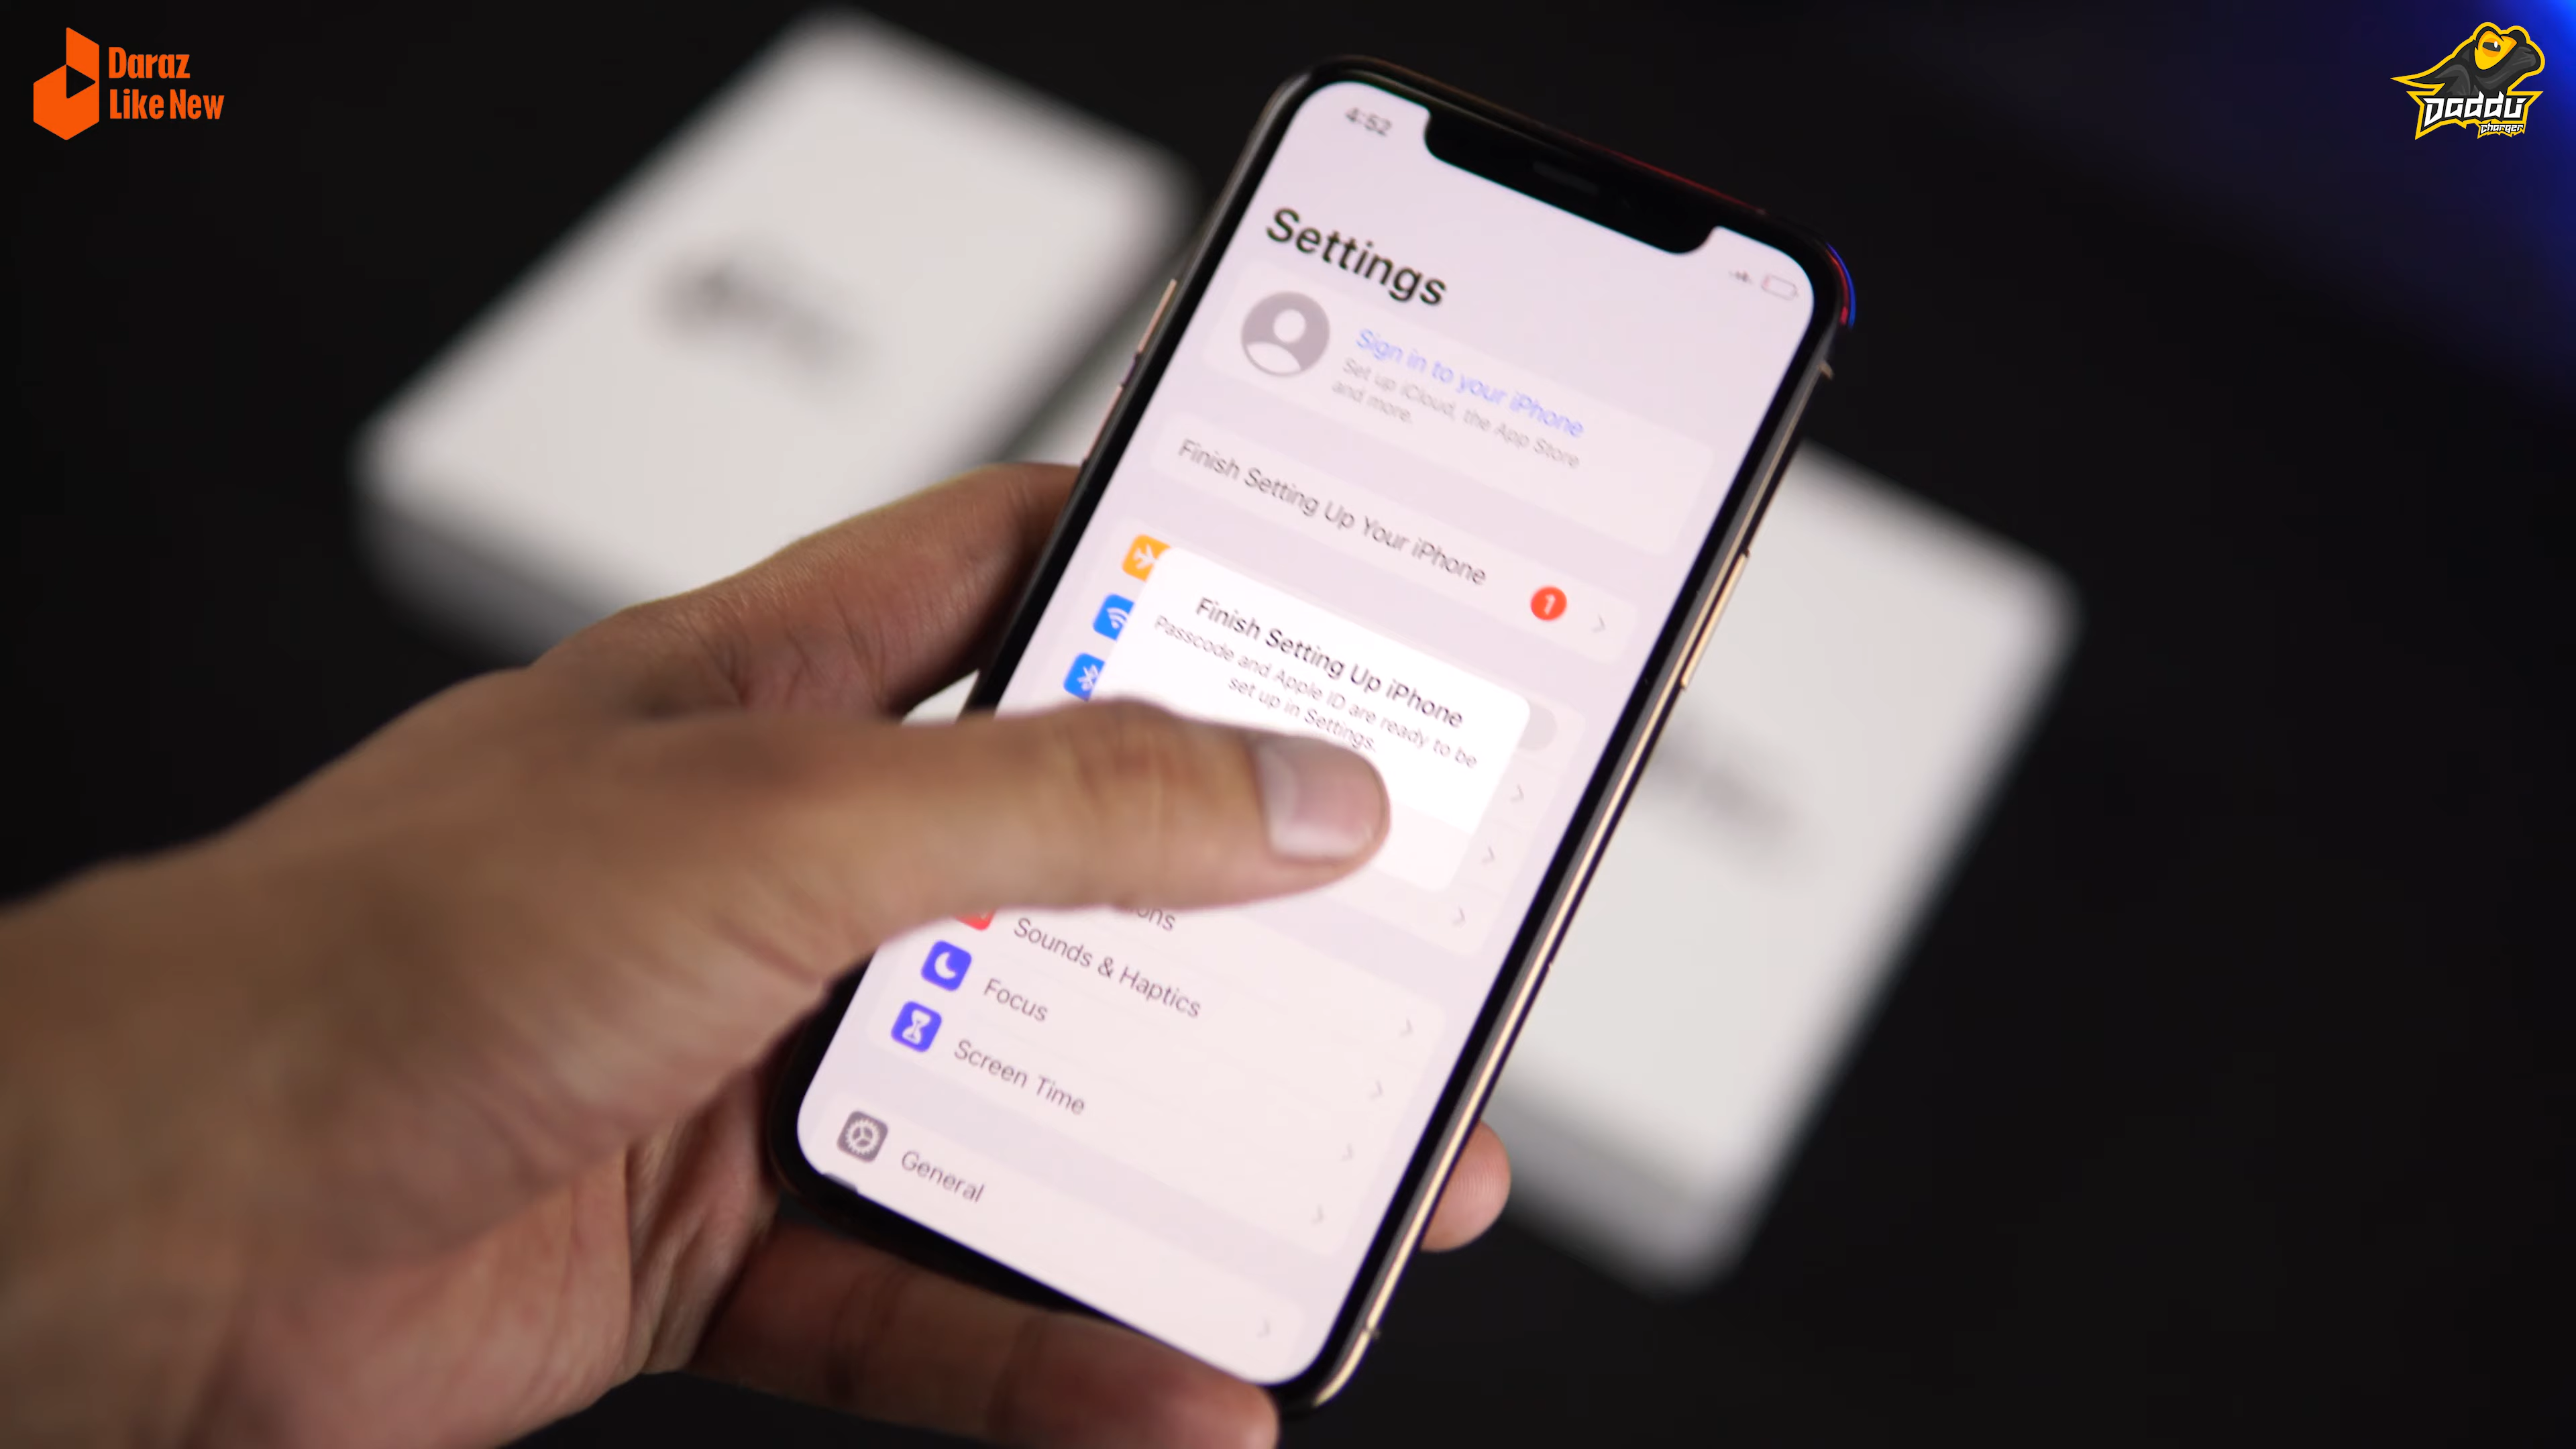 Daraz
Like New
Daddu
Charger
4:52
Settings
Sign in to your iPhone
Set up iCloud, the App Store
and more.
Finish Setting Up Your iPhone
1
Finish Setting Up iPhone
Passcode and Apple ID are ready to be
set up in Settings.
Sounds & Haptics
Focus
Screen Time
General